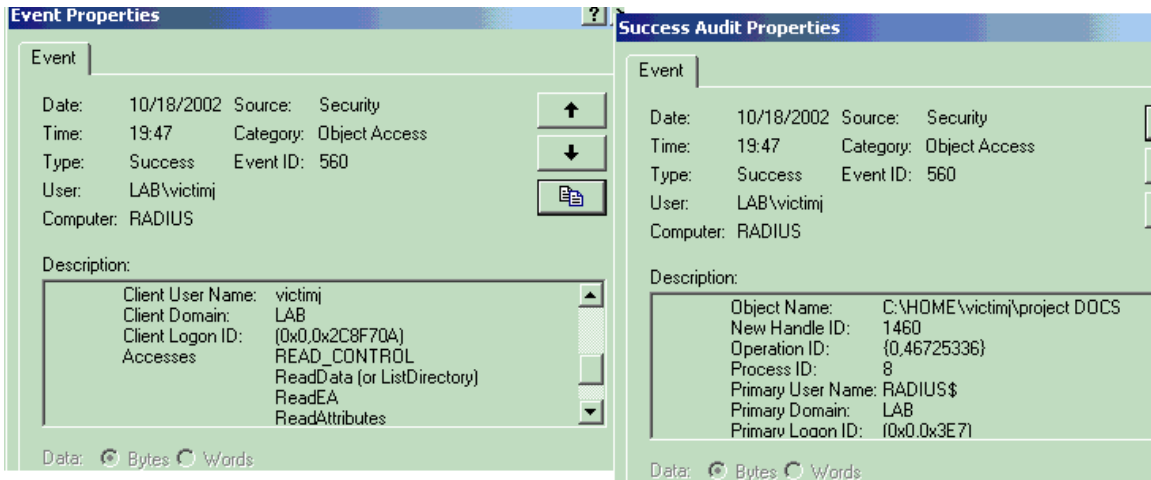 Event Properties
Event
Date: 10/18/2002 Source: Security
Time: 19:47 Category: Object Access
Type: Success Event ID: 560
User: LAB\victimj
Computer: RADIUS
Description:
Client User Name: victimj
Client Domain: LAB
Client Logon ID: (0x0,0x2C8F70A)
Accesses READ_CONTROL
ReadData (or ListDirectory)
ReadEA
ReadAttributes
Data: Bytes Words
Success Audit Properties
Event
Date: 10/18/2002 Source: Security
Time: 19:47 Category: Object Access
Type: Success Event ID: 560
User: LAB\victimj
Computer: RADIUS
Description:
Object Name: C:\HOME\victimj\project DOCS
New Handle ID: 1460
Operation ID: {0,46725336}
Process ID: 8
Primary User Name: RADIUS$
Primary Domain: LAB
Primary Logon ID: (0x0,0x3E7)
Data: Bytes Words